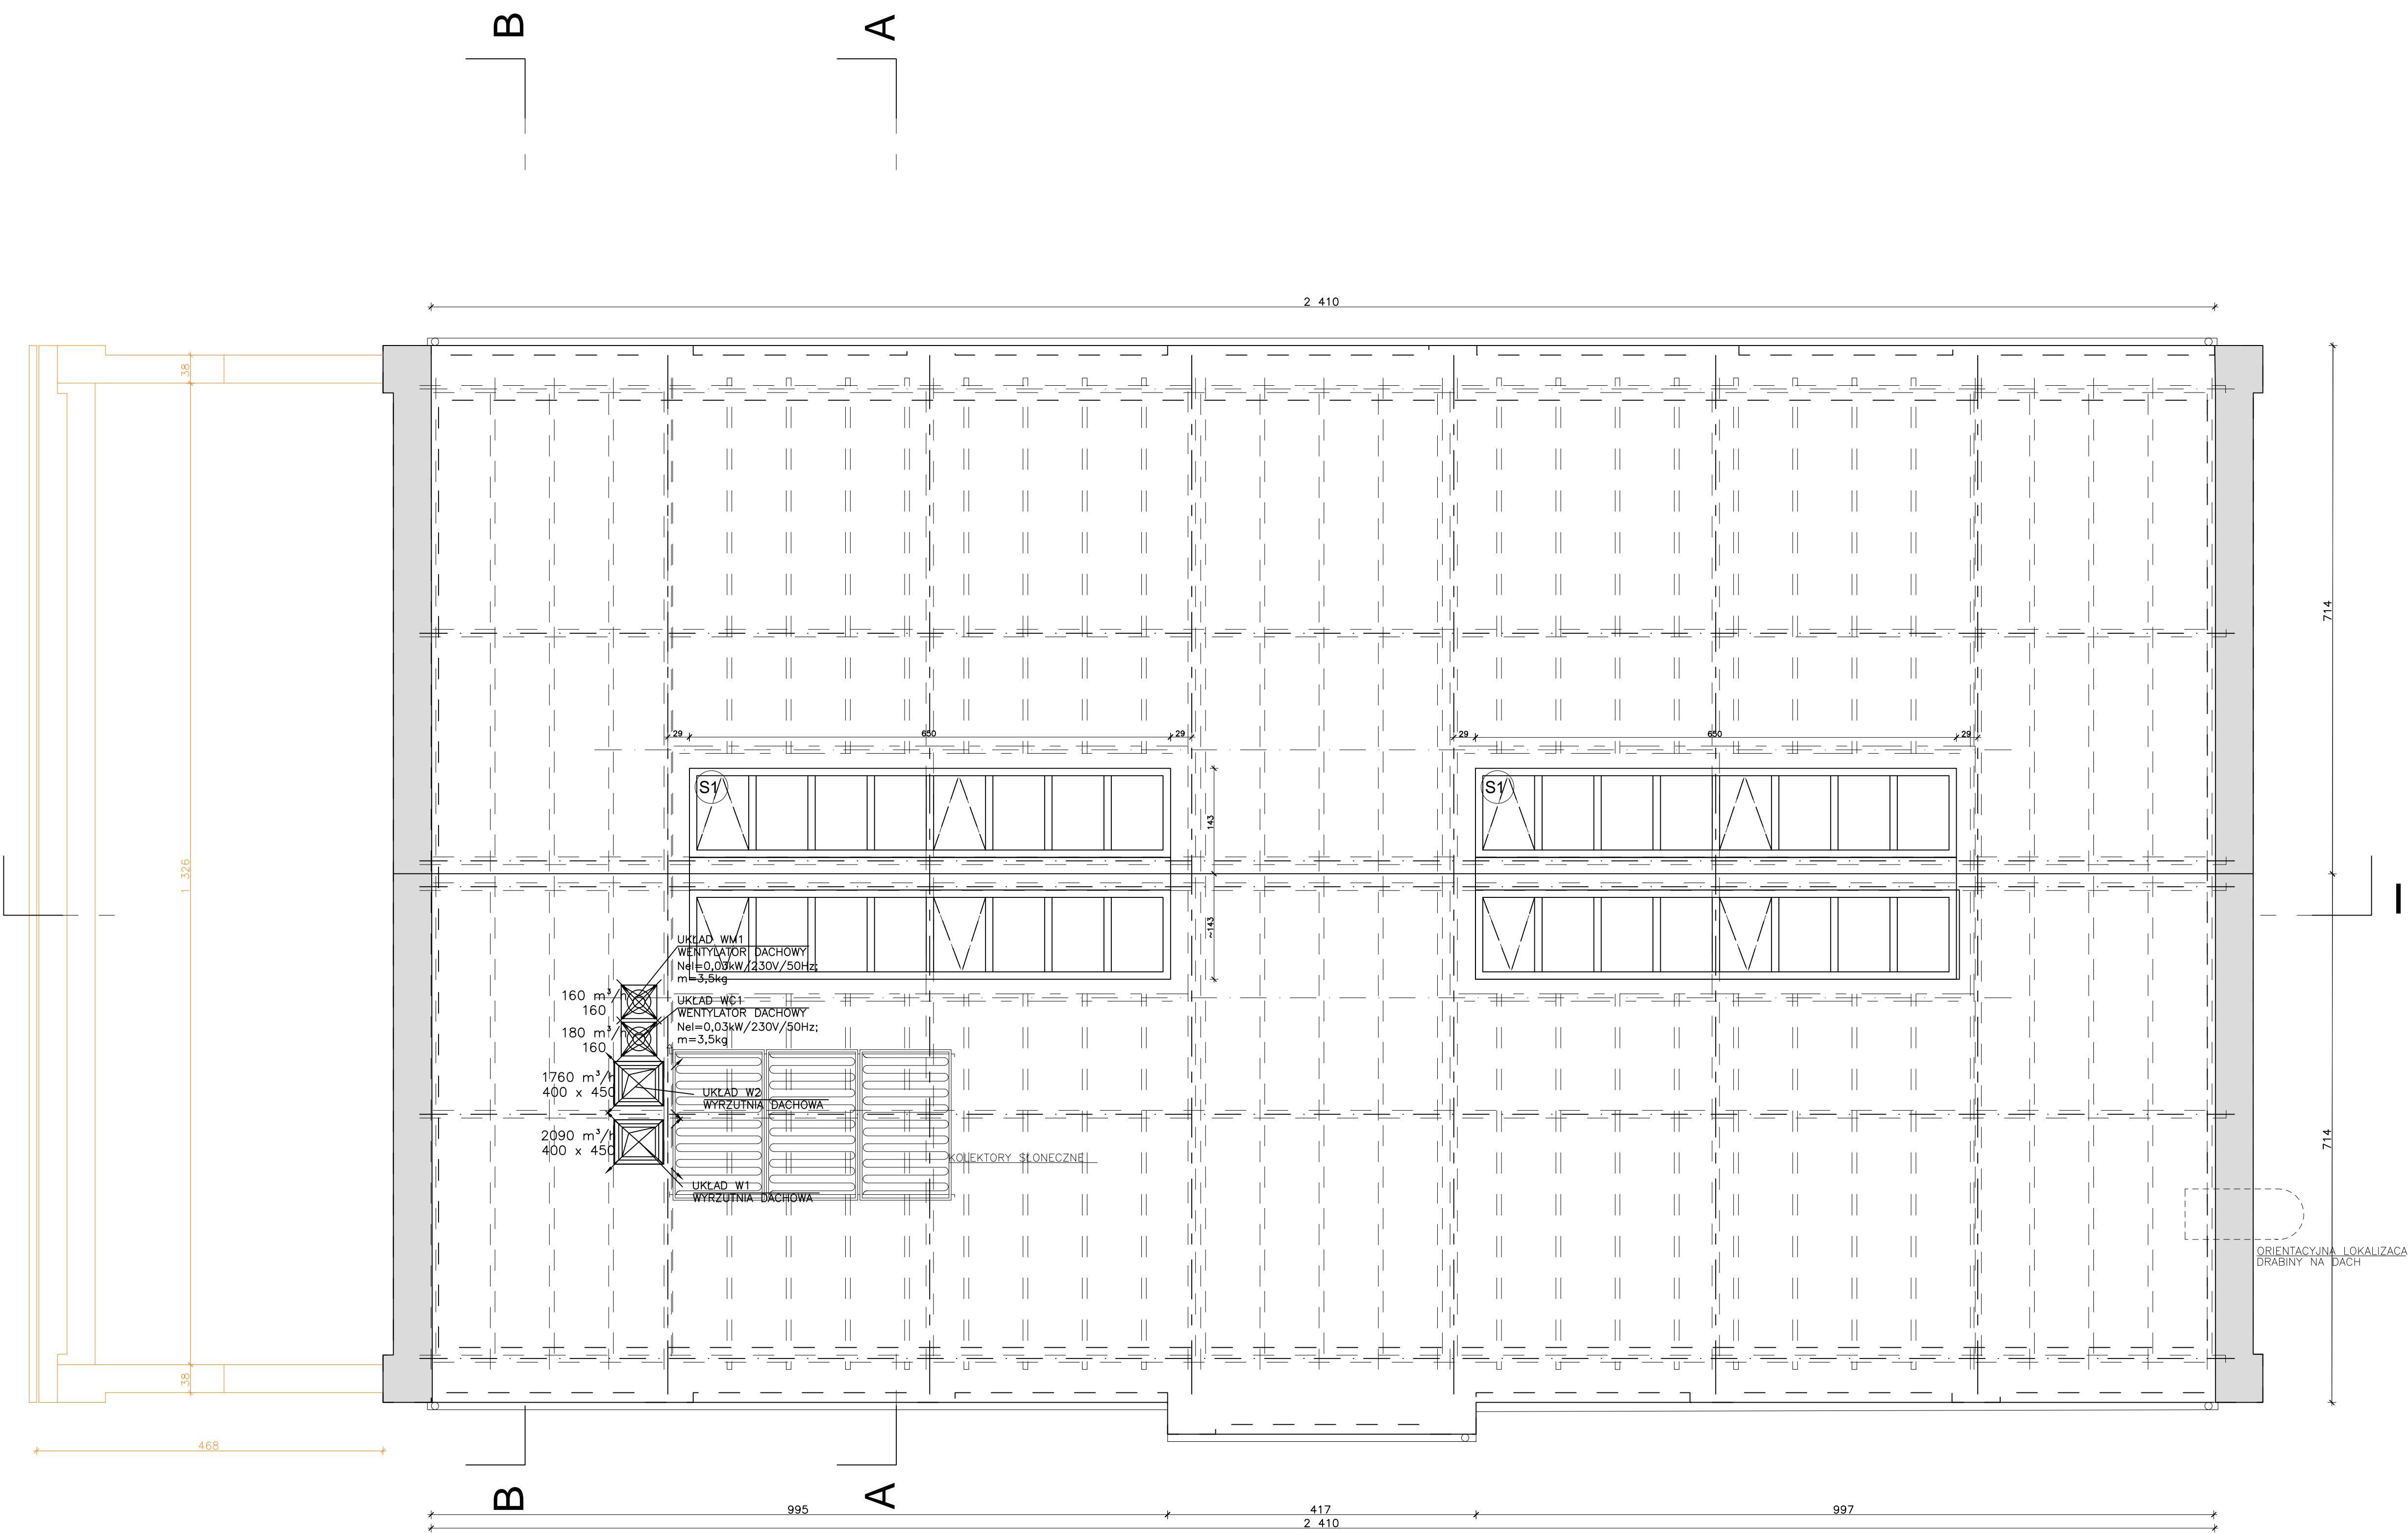 B
A
2 410
38
714
29
650
29
29
650
29
S1
S1
143
1 326
~143
I
UKŁAD WM1
WENTYLATOR DACHOWY
Nel=0,03kW/230V/50Hz;
m=3,5kg
160 m³/h
160
UKŁAD WC1
WENTYLATOR DACHOWY
Nel=0,03kW/230V/50Hz;
m=3,5kg
180 m³/h
160
1760 m³/h
400 x 450
UKŁAD W2
WYRZUTNIA DACHOWA
2090 m³/h
400 x 450
KOLEKTORY SŁONECZNE
UKŁAD W1
WYRZUTNIA DACHOWA
714
ORIENTACYJNA LOKALIZACA
DRABINY NA DACH
38
468
B
A
995
417
997
2 410